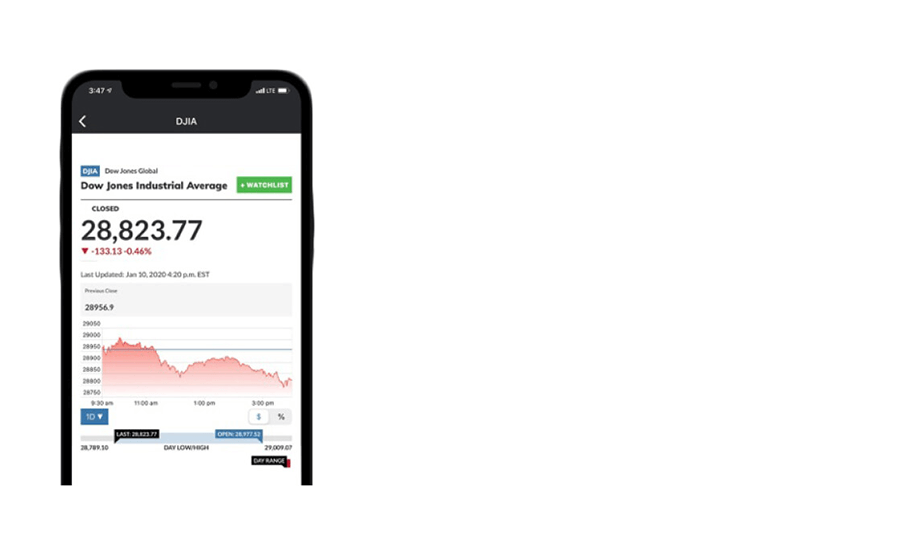 3:47 LTE
DJIA
DJIA Dow Jones Global
Dow Jones Industrial Average + WATCHLIST
CLOSED
28,823.77
▼ -133.13 -0.46%
Last Updated: Jan 10, 2020 4:20 p.m. EST
Previous Close
28956.9
29050
29000
28950
28900
28850
28800
28750
9:30 am 11:00 am 1:00 pm 3:00 pm
1D ▼ $ %
LAST: 28,823.77 OPEN: 28,977.52
28,789.10 DAY LOW/HIGH 29,009.07
DAY RANGE